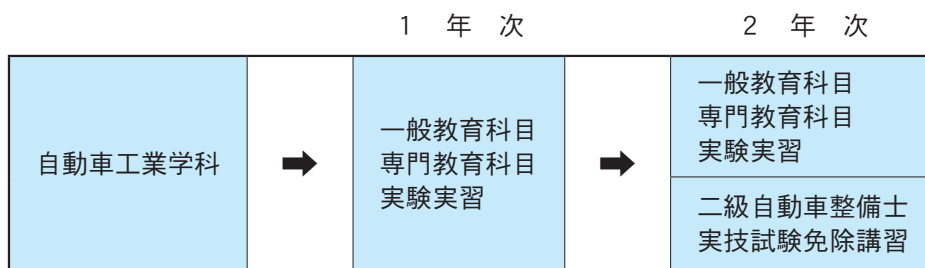 1 年 次
2 年 次
自動車工業学科
➡
一般教育科目
専門教育科目
実験実習
➡
一般教育科目
専門教育科目
実験実習
二級自動車整備士
実技試験免除講習